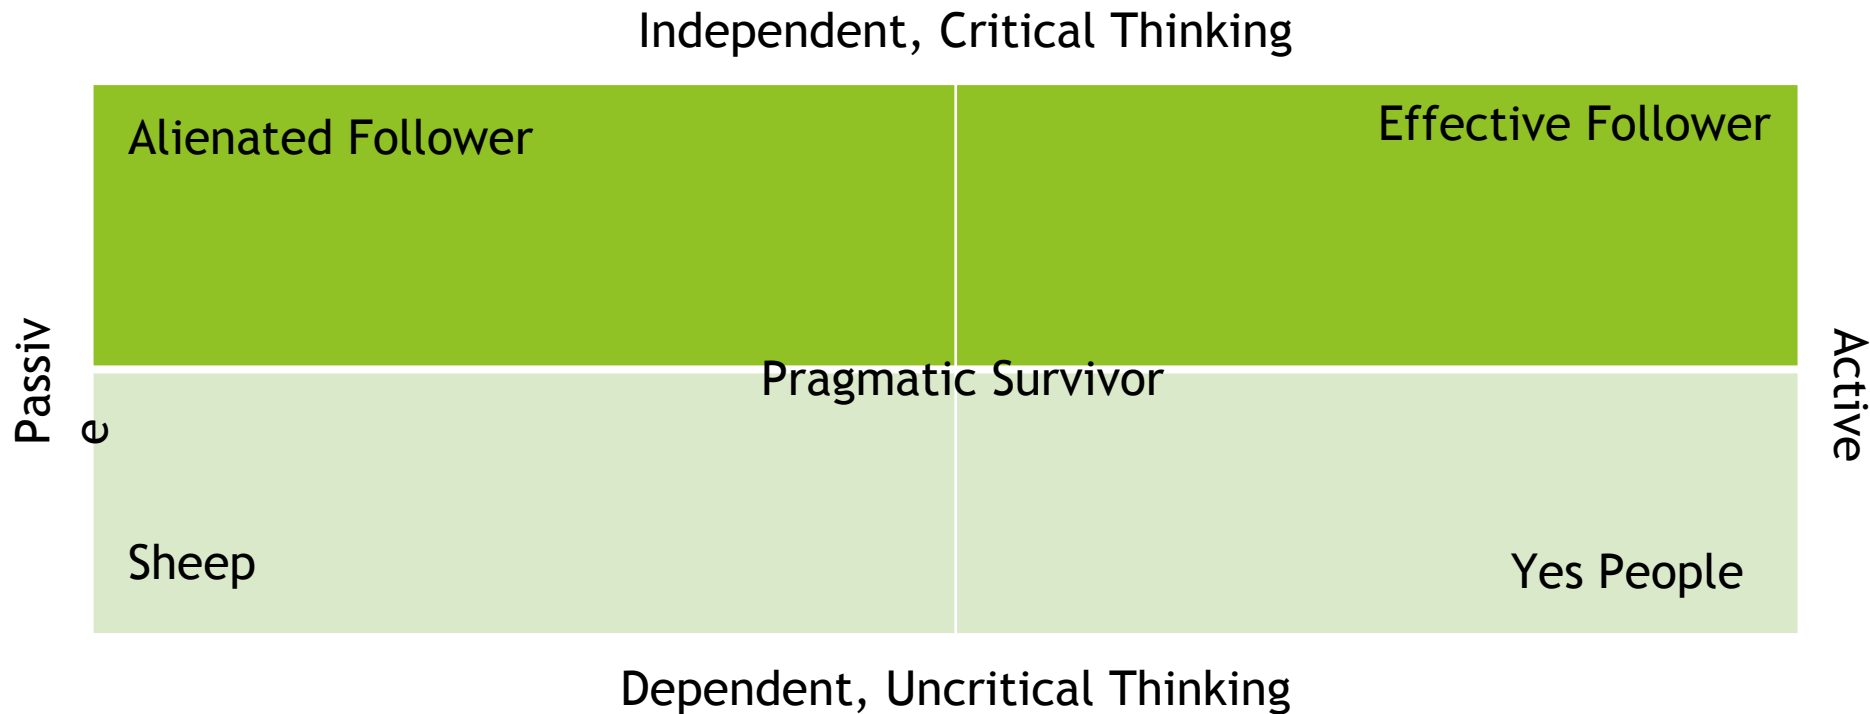 Independent, Critical Thinking
Alienated Follower
Effective Follower
Passiv
e
Pragmatic Survivor
Active
Sheep
Yes People
Dependent, Uncritical Thinking